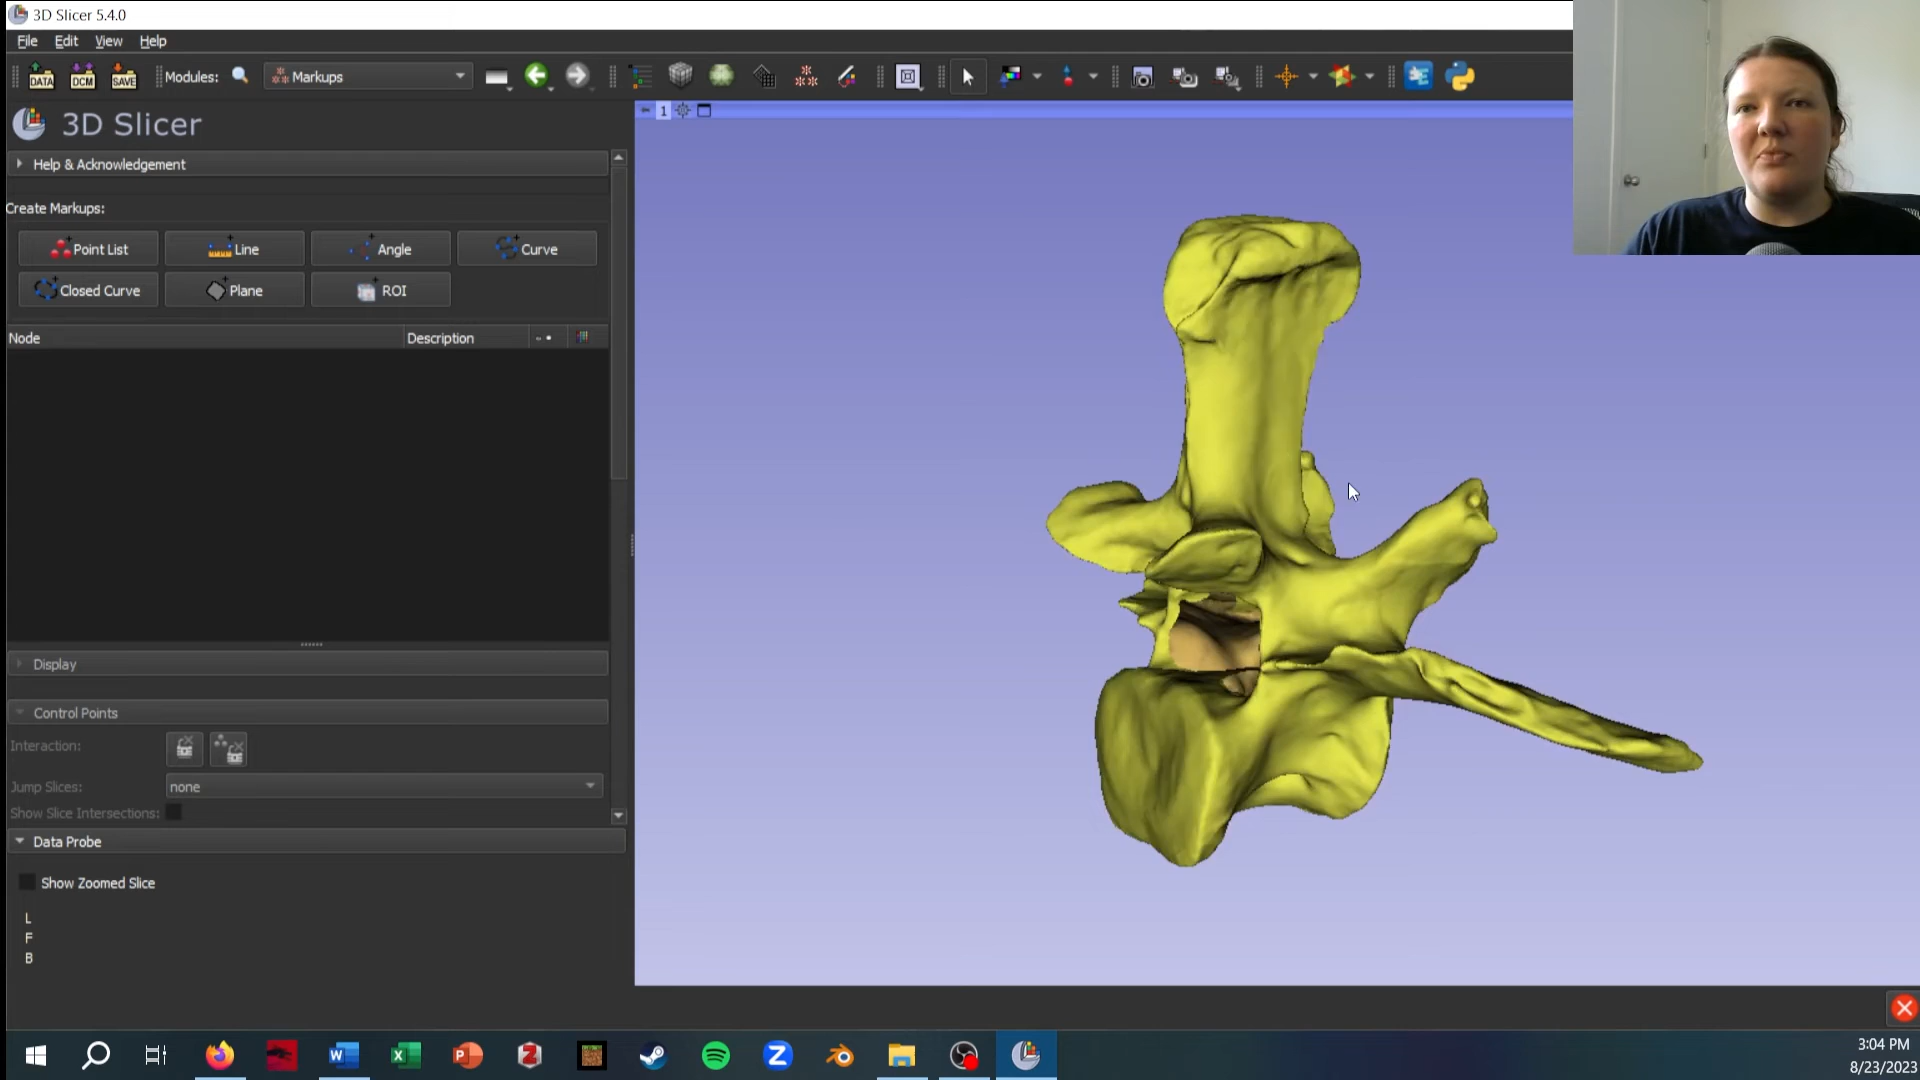 3D Slicer 5.4.0
File Edit View Help
DATA DCM SAVE Modules: Markups
1
3D Slicer
Help & Acknowledgement
Create Markups:
Point List Line Angle Curve
Closed Curve Plane ROI
Node Description
Display
Control Points
Interaction:
Jump Slices: none
Show Slice Intersections:
Data Probe
Show Zoomed Slice
L
F
B
3:04 PM
8/23/2023